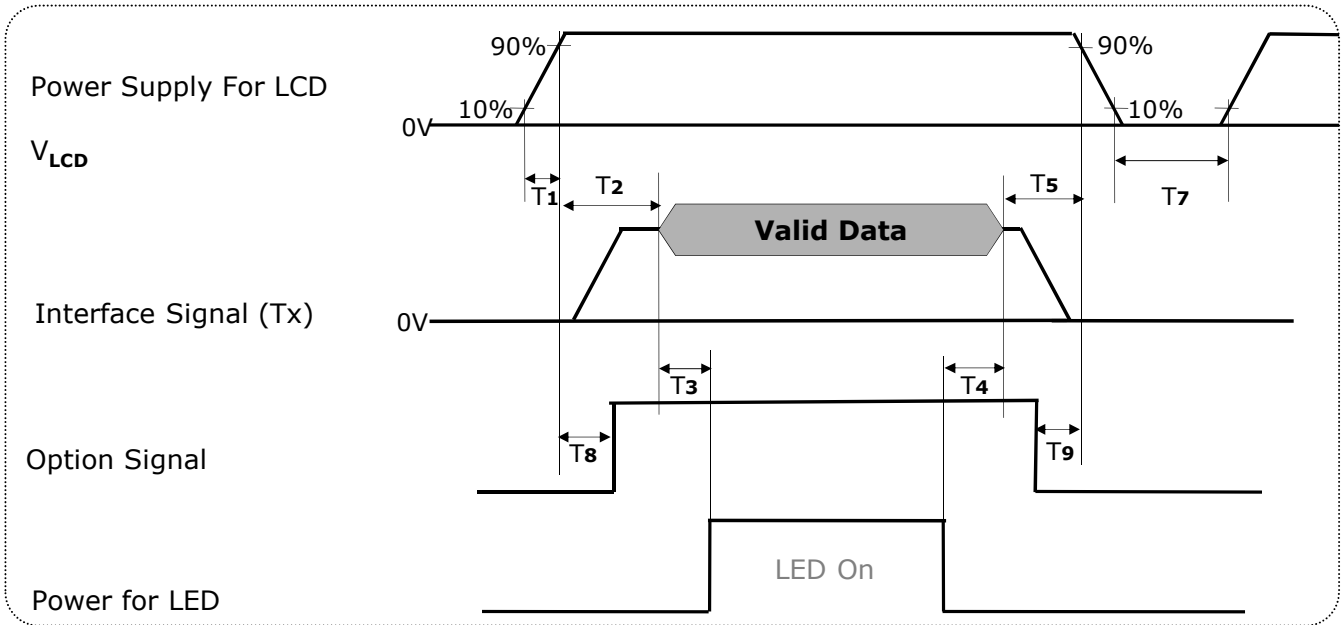 90%
90%
Power Supply For LCD
10%
10%
0V
VLCD
T1
T2
T5
T7
Valid Data
Interface Signal (Tx)
0V
T3
T4
T8
T9
Option Signal
LED On
Power for LED